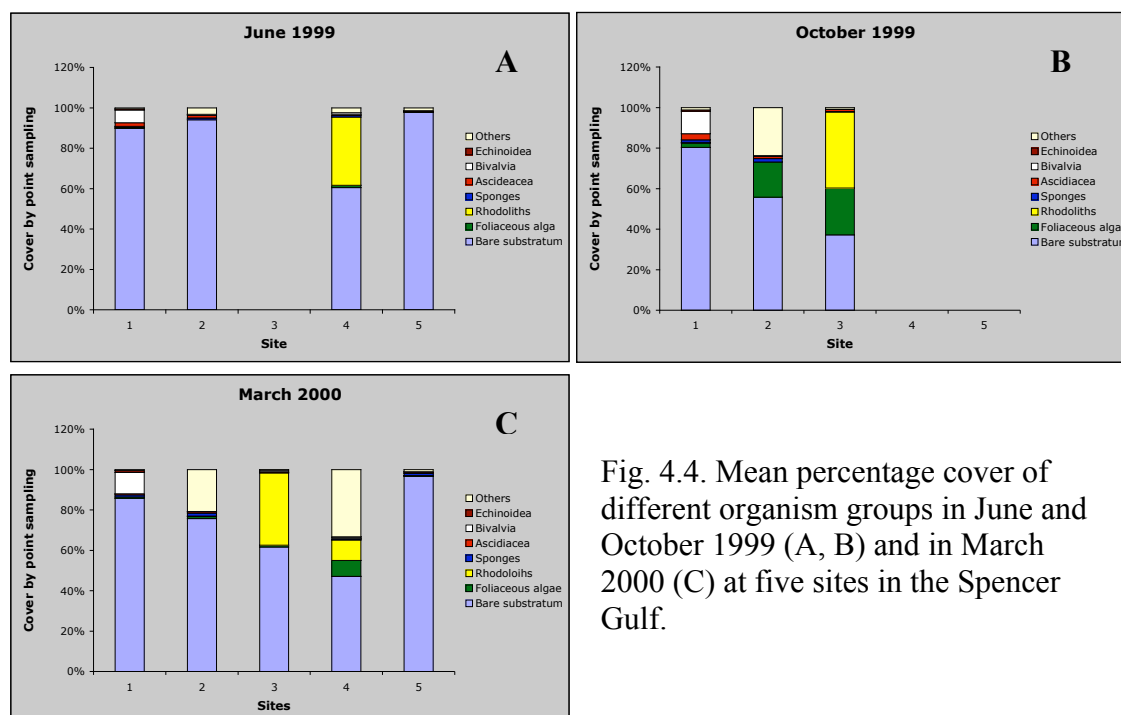 June 1999
A
120%
100%
80%
60%
40%
20%
0%
Cover by point sampling
Others
Echinoidea
Bivalvia
Ascideacea
Sponges
Rhodoliths
Foliaceous alga
Bare substratum
1 2 3 4 5
Site
October 1999
B
120%
100%
80%
60%
40%
20%
0%
Cover by point sampling
Others
Echinoidea
Bivalvia
Ascidiacea
Sponges
Rhodoliths
Foliaceous algae
Bare substratum
1 2 3 4 5
Site
March 2000
C
120%
100%
80%
60%
40%
20%
0%
Cover by point sampling
Others
Echinoidea
Bivalvia
Ascidiacea
Sponges
Rhodoloihs
Foliaceous algae
Bare substratum
1 2 3 4 5
Sites
Fig. 4.4. Mean percentage cover of
different organism groups in June and
October 1999 (A, B) and in March
2000 (C) at five sites in the Spencer
Gulf.